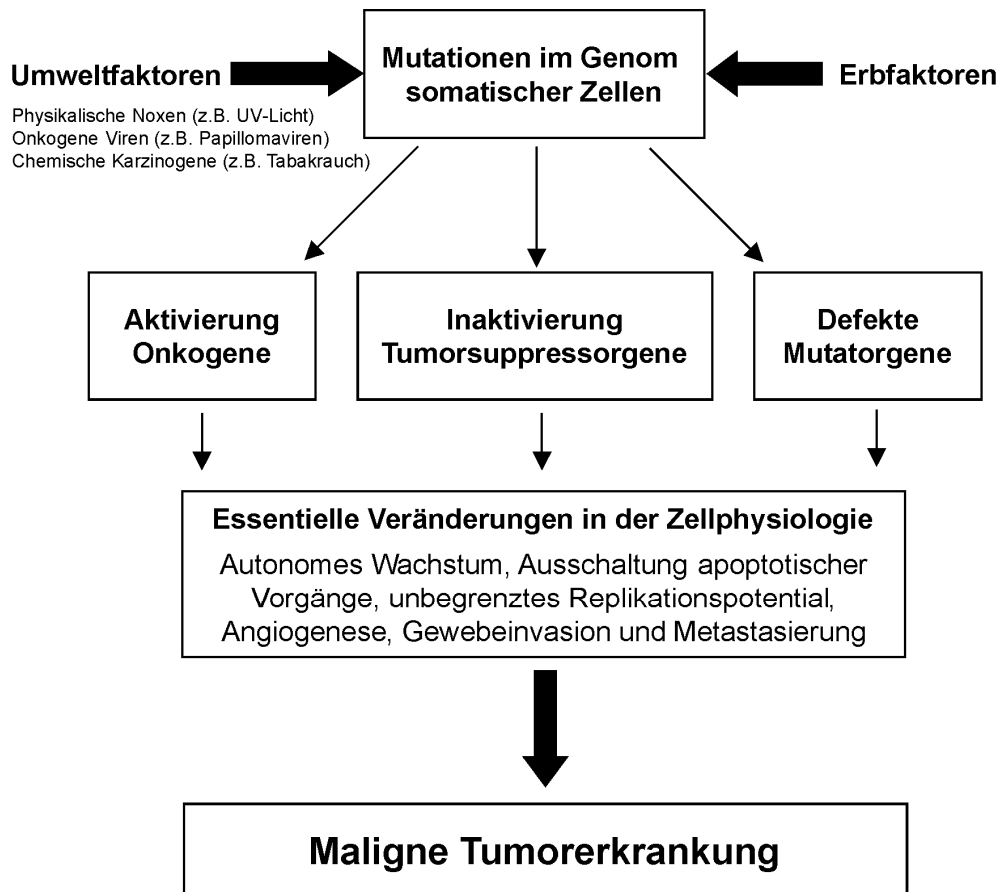 Mutationen im Genom
somatischer Zellen
Umweltfaktoren
Erbfaktoren
Physikalische Noxen (z.B. UV-Licht)
Onkogene Viren (z.B. Papillomaviren)
Chemische Karzinogene (z.B. Tabakrauch)
Aktivierung
Onkogene
Inaktivierung
Tumorsuppressorgene
Defekte
Mutatorgene
Essentielle Veränderungen in der Zellphysiologie
Autonomes Wachstum, Ausschaltung apoptotischer
Vorgänge, unbegrenztes Replikationspotential,
Angiogenese, Gewebeinvasion und Metastasierung
Maligne Tumorerkrankung